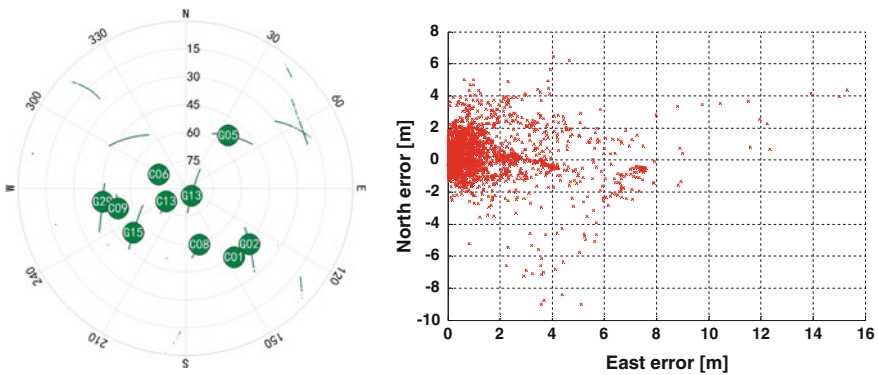 N
330
30
15
30
300
60
45
60
G05
75
C06
W
E
G29
C09
C13
G13
G15
C08
G02
C01
240
120
210
150
S
8
6
4
2
0
-2
-4
-6
-8
-10
North error [m]
0
2
4
6
8
10
12
14
16
East error [m]